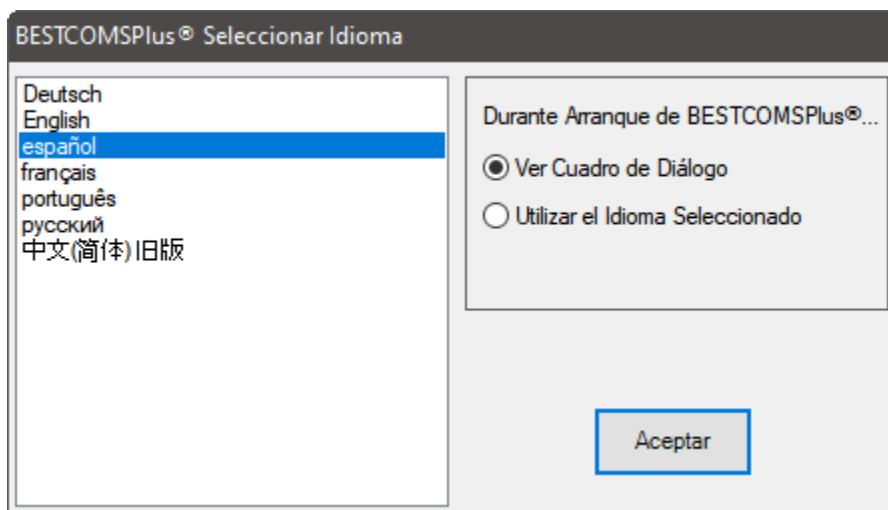 BESTCOMSPlus® Seleccionar Idioma
Deutsch
English
español
français
português
русский
中文(简体)旧版
Durante Arranque de BESTCOMSPlus®...
Ver Cuadro de Diálogo
Utilizar el Idioma Seleccionado
Aceptar